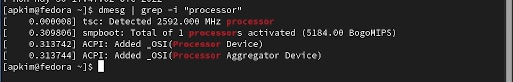 [apkim@fedora ~]$ dmesg | grep -i "processor"
[    0.000008] tsc: Detected 2592.000 MHz processor
[    0.309806] smpboot: Total of 1 processors activated (5184.00 BogoMIPS)
[    0.313742] ACPI: Added _OSI(Processor Device)
[    0.313744] ACPI: Added _OSI(Processor Aggregator Device)
[apkim@fedora ~]$